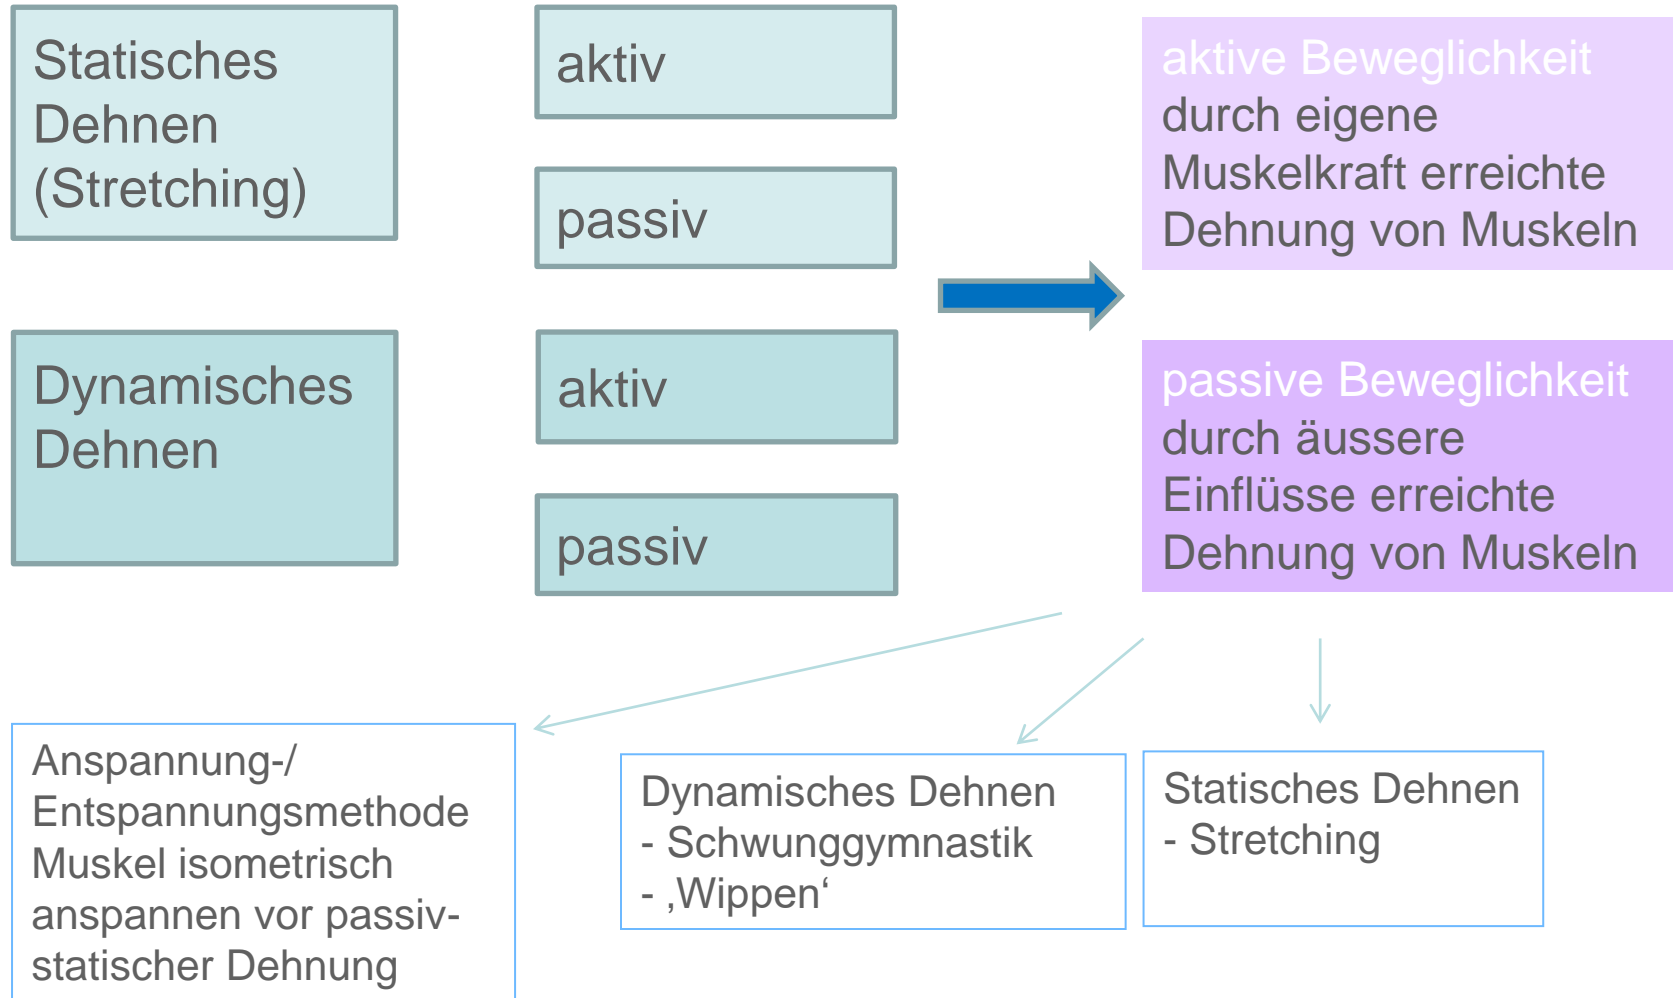 Statisches
Dehnen
(Stretching)
aktiv
passiv
Dynamisches
Dehnen
aktiv
passiv
aktive Beweglichkeit
durch eigene
Muskelkraft erreichte
Dehnung von Muskeln
passive Beweglichkeit
durch äussere
Einflüsse erreichte
Dehnung von Muskeln
Anspannung-/
Entspannungsmethode
Muskel isometrisch
anspannen vor passiv-
statischer Dehnung
Dynamisches Dehnen
- Schwunggymnastik
- ‚Wippen‘
Statisches Dehnen
- Stretching